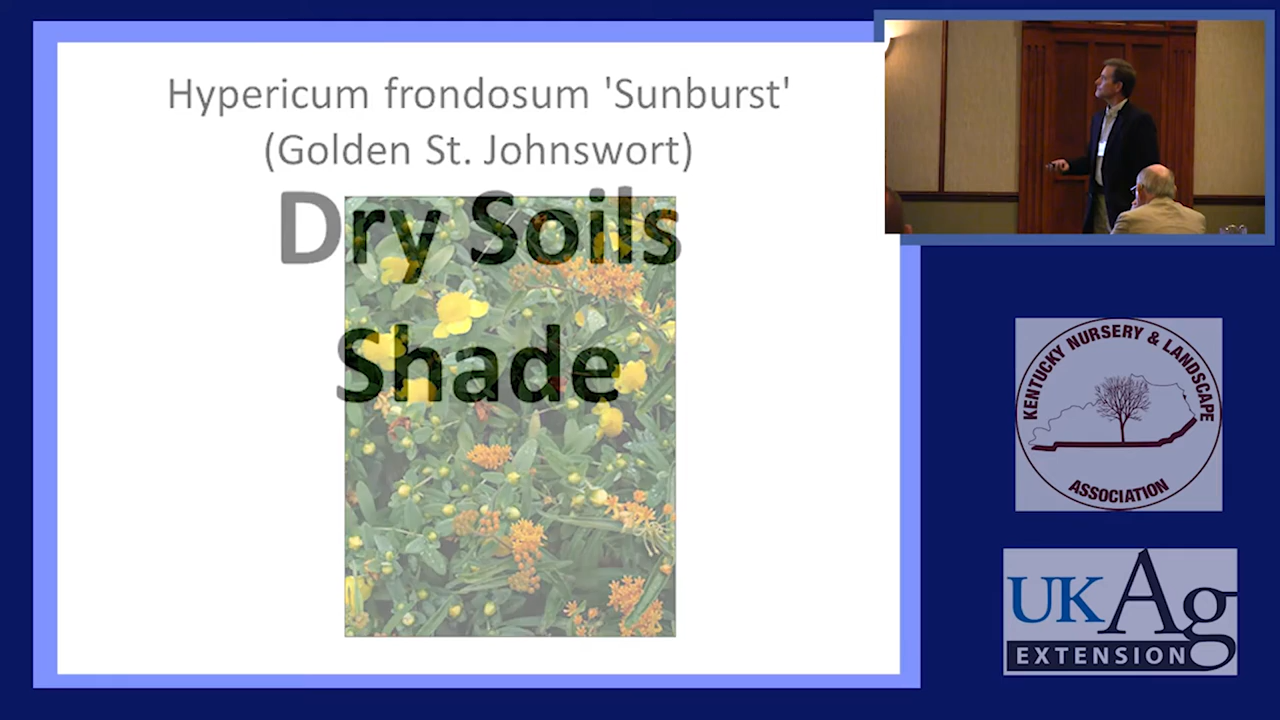 Hypericum frondosum 'Sunburst'
(Golden St. Johnswort)
Dry Soils
Shade
KENTUCKY NURSERY & LANDSCAPE
ASSOCIATION
UKAg
EXTENSION